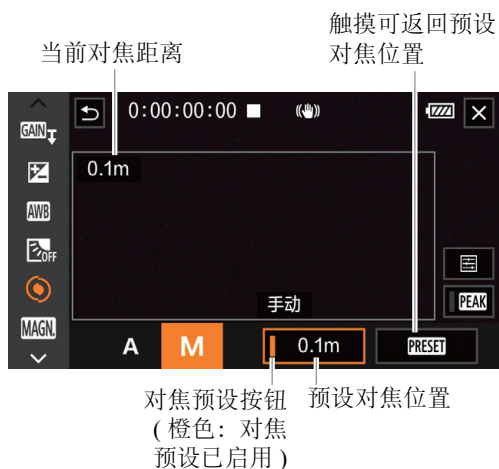 触摸可返回预设
对焦位置
当前对焦距离
0:00:00:00
GAIN
0.1m
AWB
OFF
手动
PEAK
MAGN.
A M 0.1m PRESET
对焦预设按钮
(橙色：对焦
预设已启用)
预设对焦位置